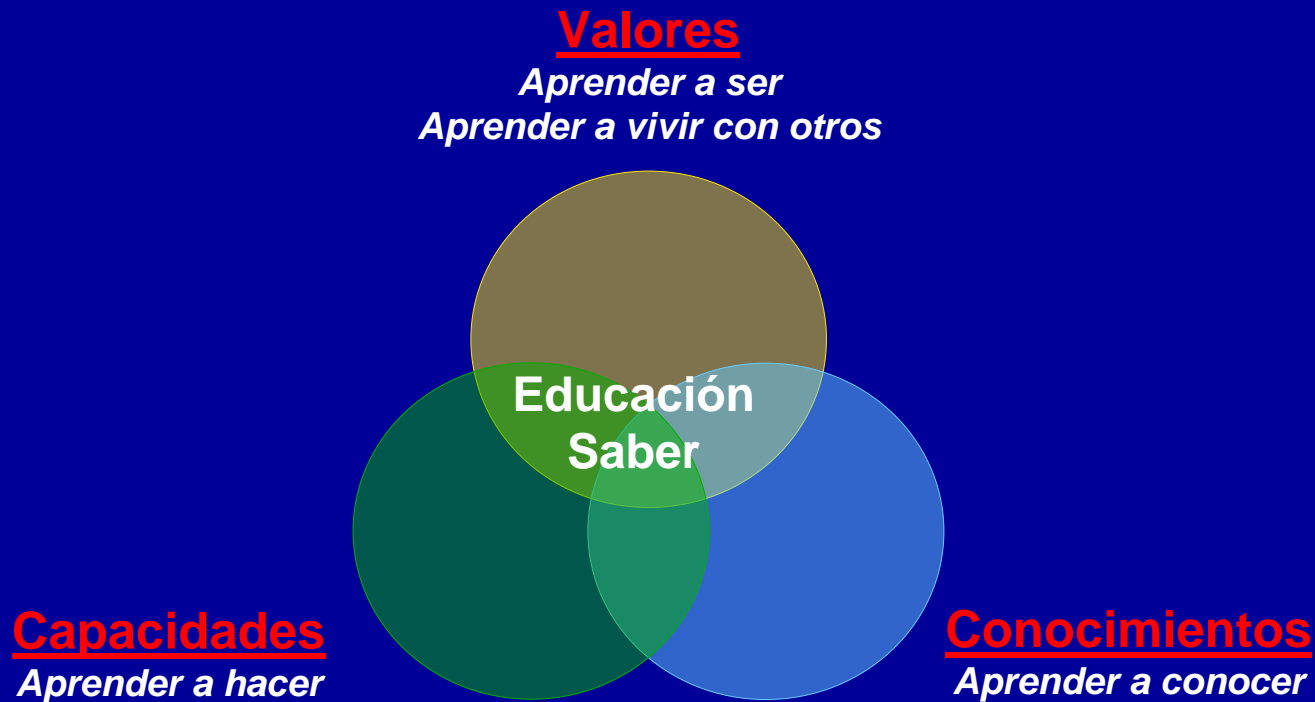 Valores
Aprender a ser
Aprender a vivir con otros
Educación
Saber
Capacidades
Aprender a hacer
Conocimientos
Aprender a conocer